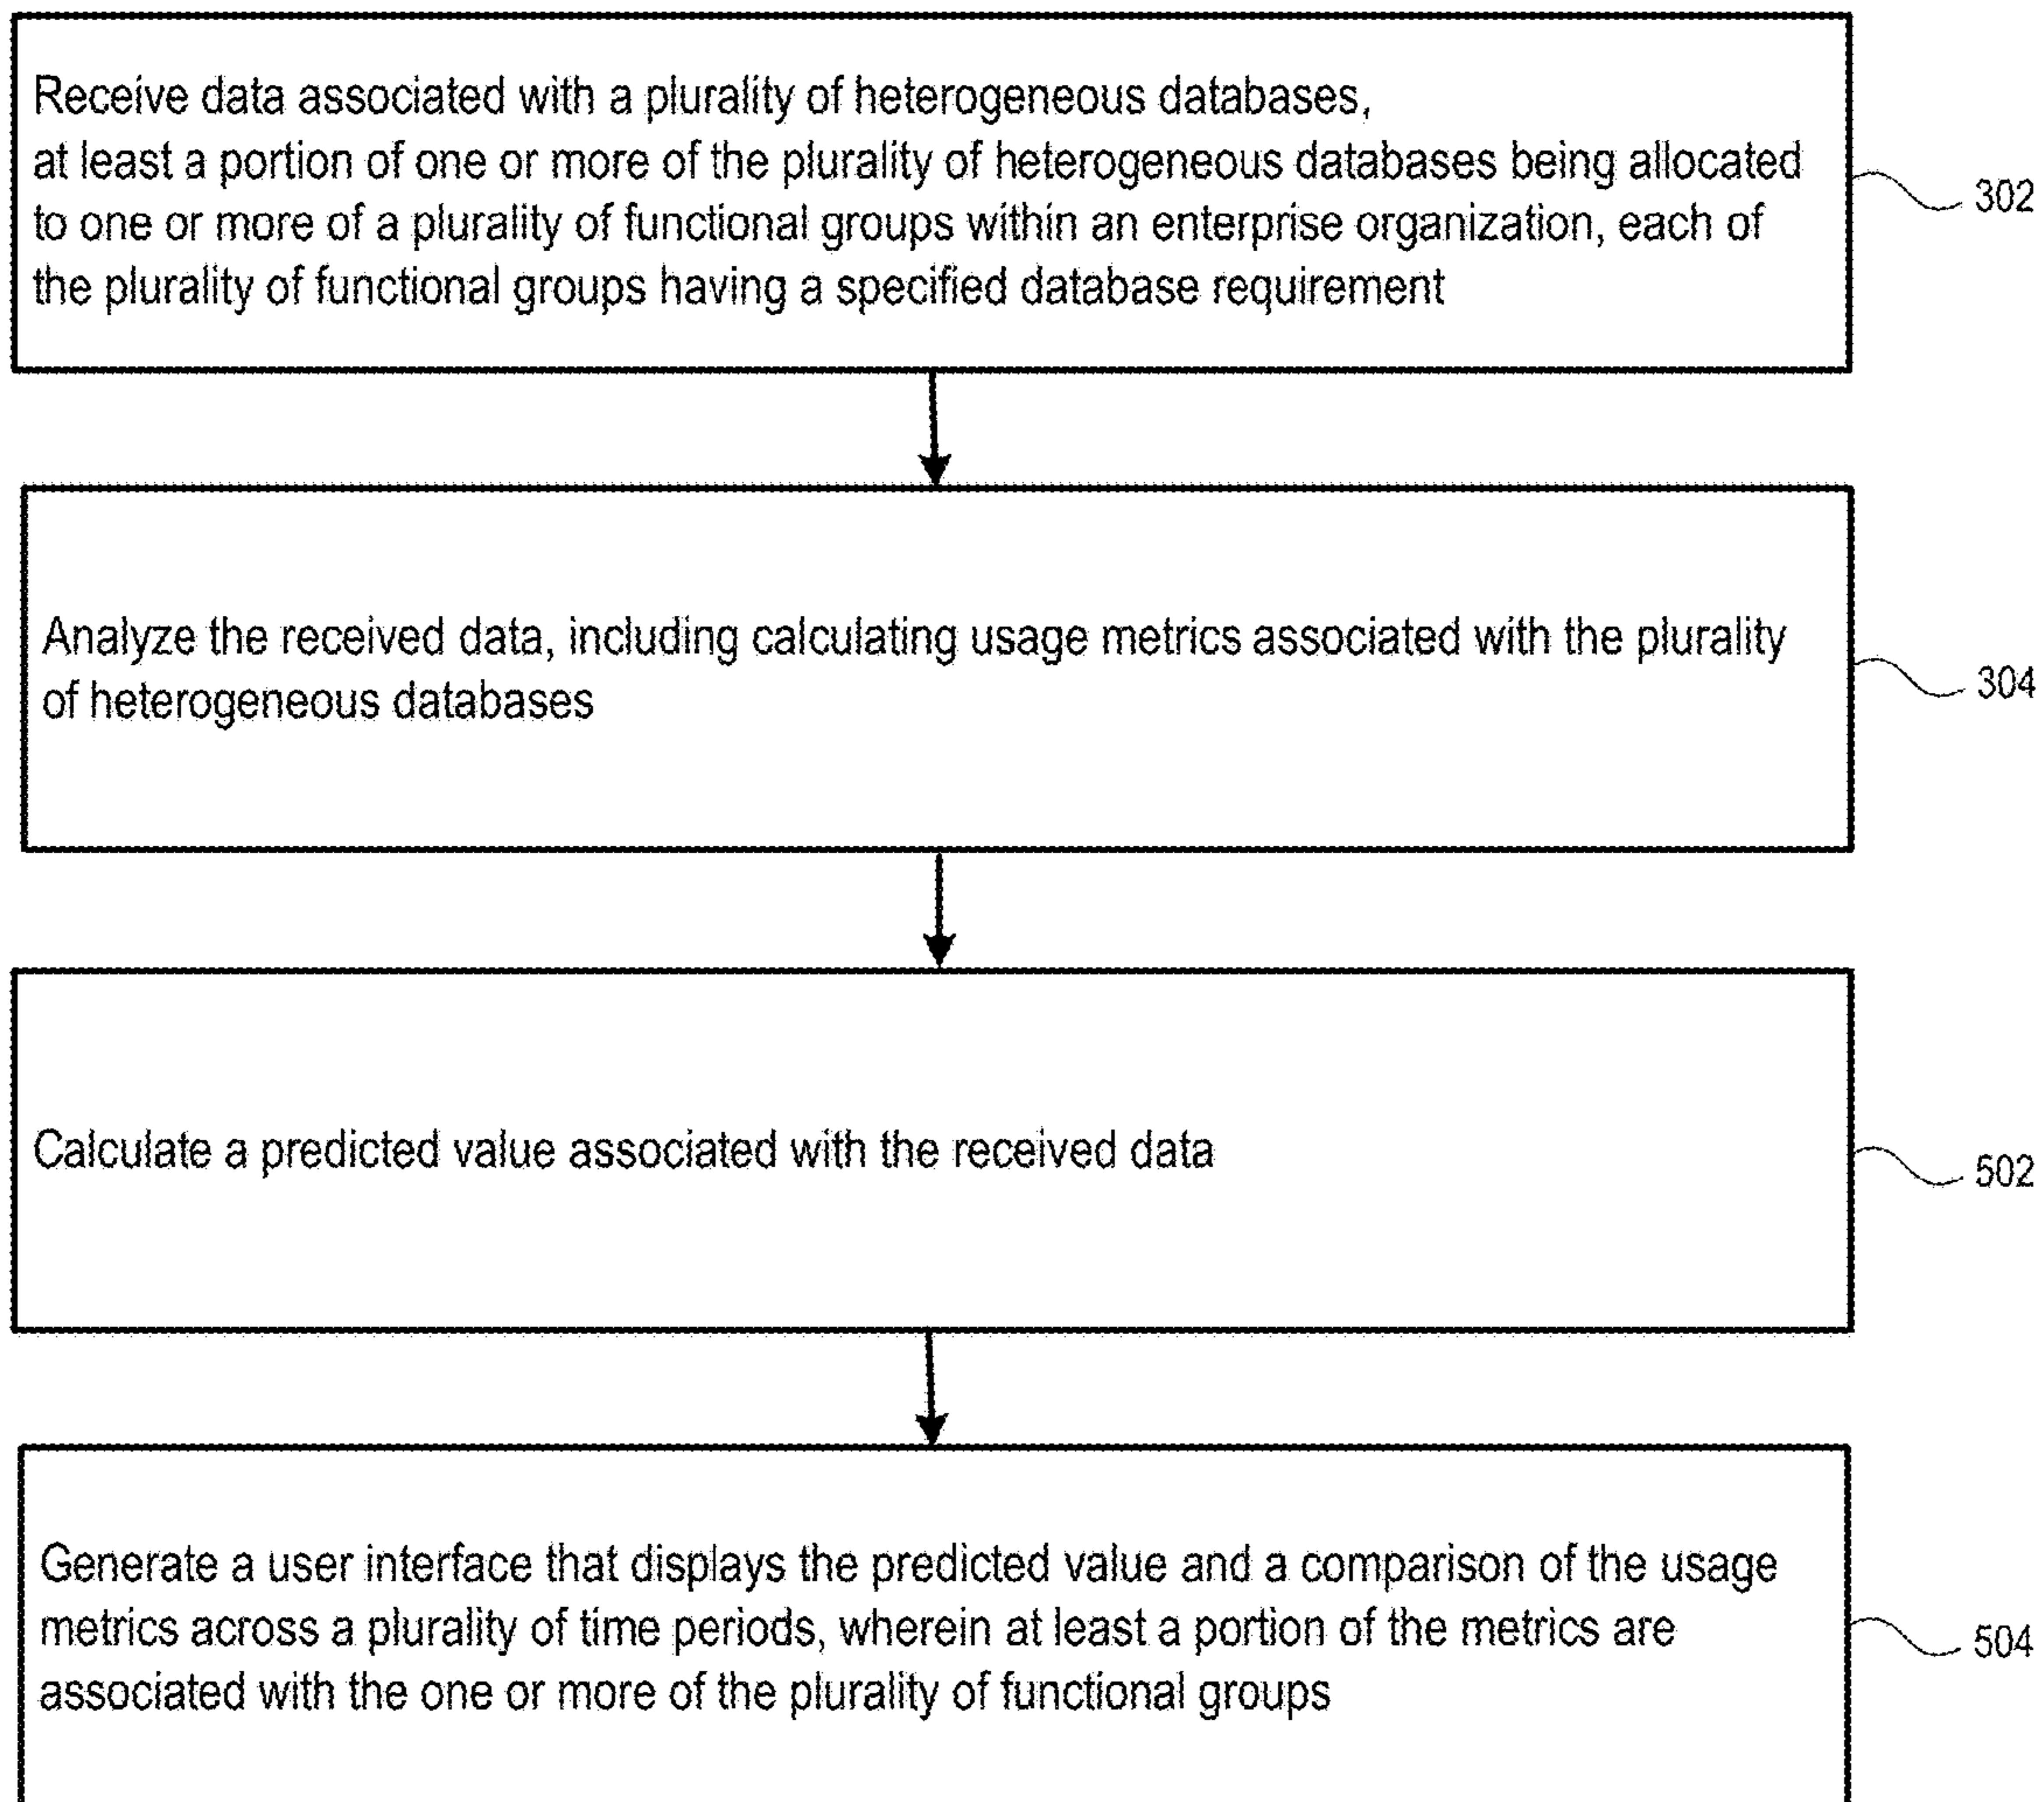 Receive data associated with a plurality of heterogeneous databases,
at least a portion of one or more of the plurality of heterogeneous databases being allocated
to one or more of a plurality of functional groups within an enterprise organization, each of
the plurality of functional groups having a specified database requirement
302
Analyze the received data, including calculating usage metrics associated with the plurality
of heterogeneous databases
304
Calculate a predicted value associated with the received data
502
Generate a user interface that displays the predicted value and a comparison of the usage
metrics across a plurality of time periods, wherein at least a portion of the metrics are
associated with the one or more of the plurality of functional groups
504